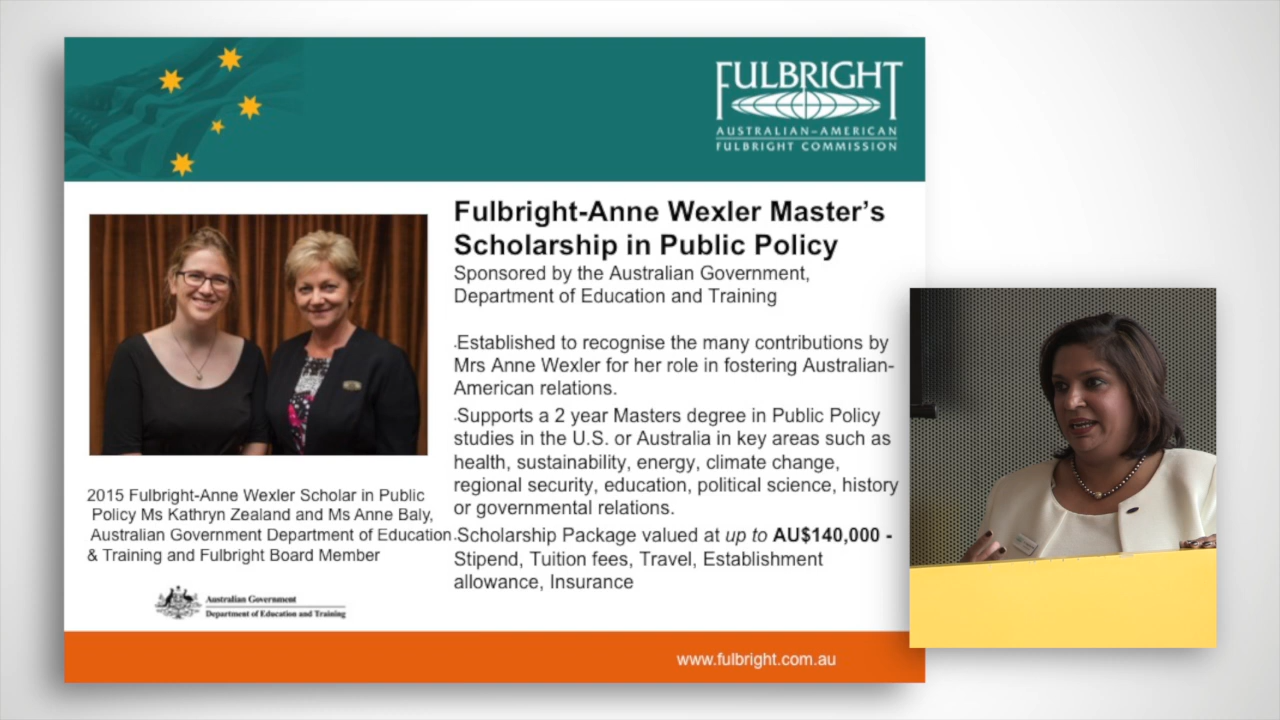 FULBRIGHT
AUSTRALIAN–AMERICAN
FULBRIGHT COMMISSION
Fulbright-Anne Wexler Master's
Scholarship in Public Policy
Sponsored by the Australian Government,
Department of Education and Training
.Established to recognise the many contributions by
Mrs Anne Wexler for her role in fostering Australian-
American relations.
.Supports a 2 year Masters degree in Public Policy
studies in the U.S. or Australia in key areas such as
health, sustainability, energy, climate change,
regional security, education, political science, history
or governmental relations.
.Scholarship Package valued at up to AU$140,000 -
Stipend, Tuition fees, Travel, Establishment
allowance, Insurance
2015 Fulbright-Anne Wexler Scholar in Public
Policy Ms Kathryn Zealand and Ms Anne Baly,
Australian Government Department of Education
& Training and Fulbright Board Member
Australian Government
Department of Education and Training
www.fulbright.com.au